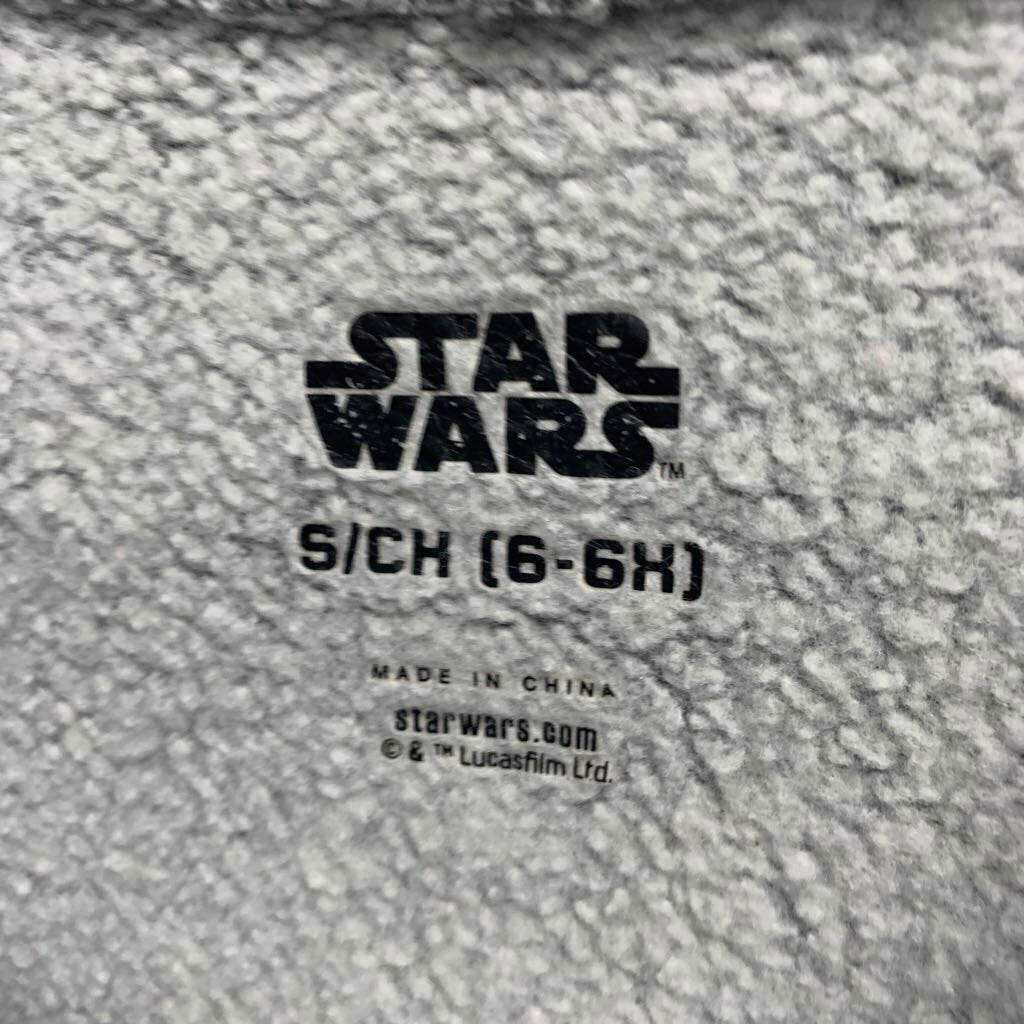 STAR
WARS™
S/CH (6-6X)
MADE IN CHINA
starwars.com
© & ™ Lucasfilm Ltd.